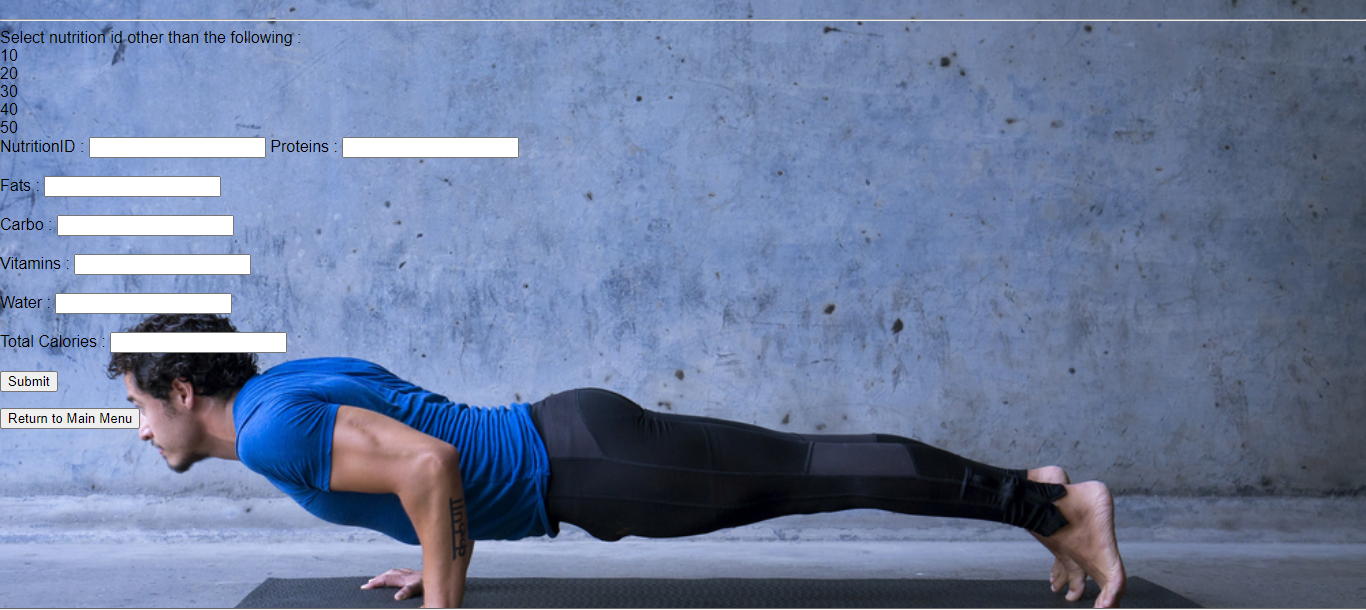 Select nutrition id other than the following :
10
20
30
40
50
NutritionID : Proteins :
Fats :
Carbo :
Vitamins :
Water :
Total Calories :
Submit
Return to Main Menu